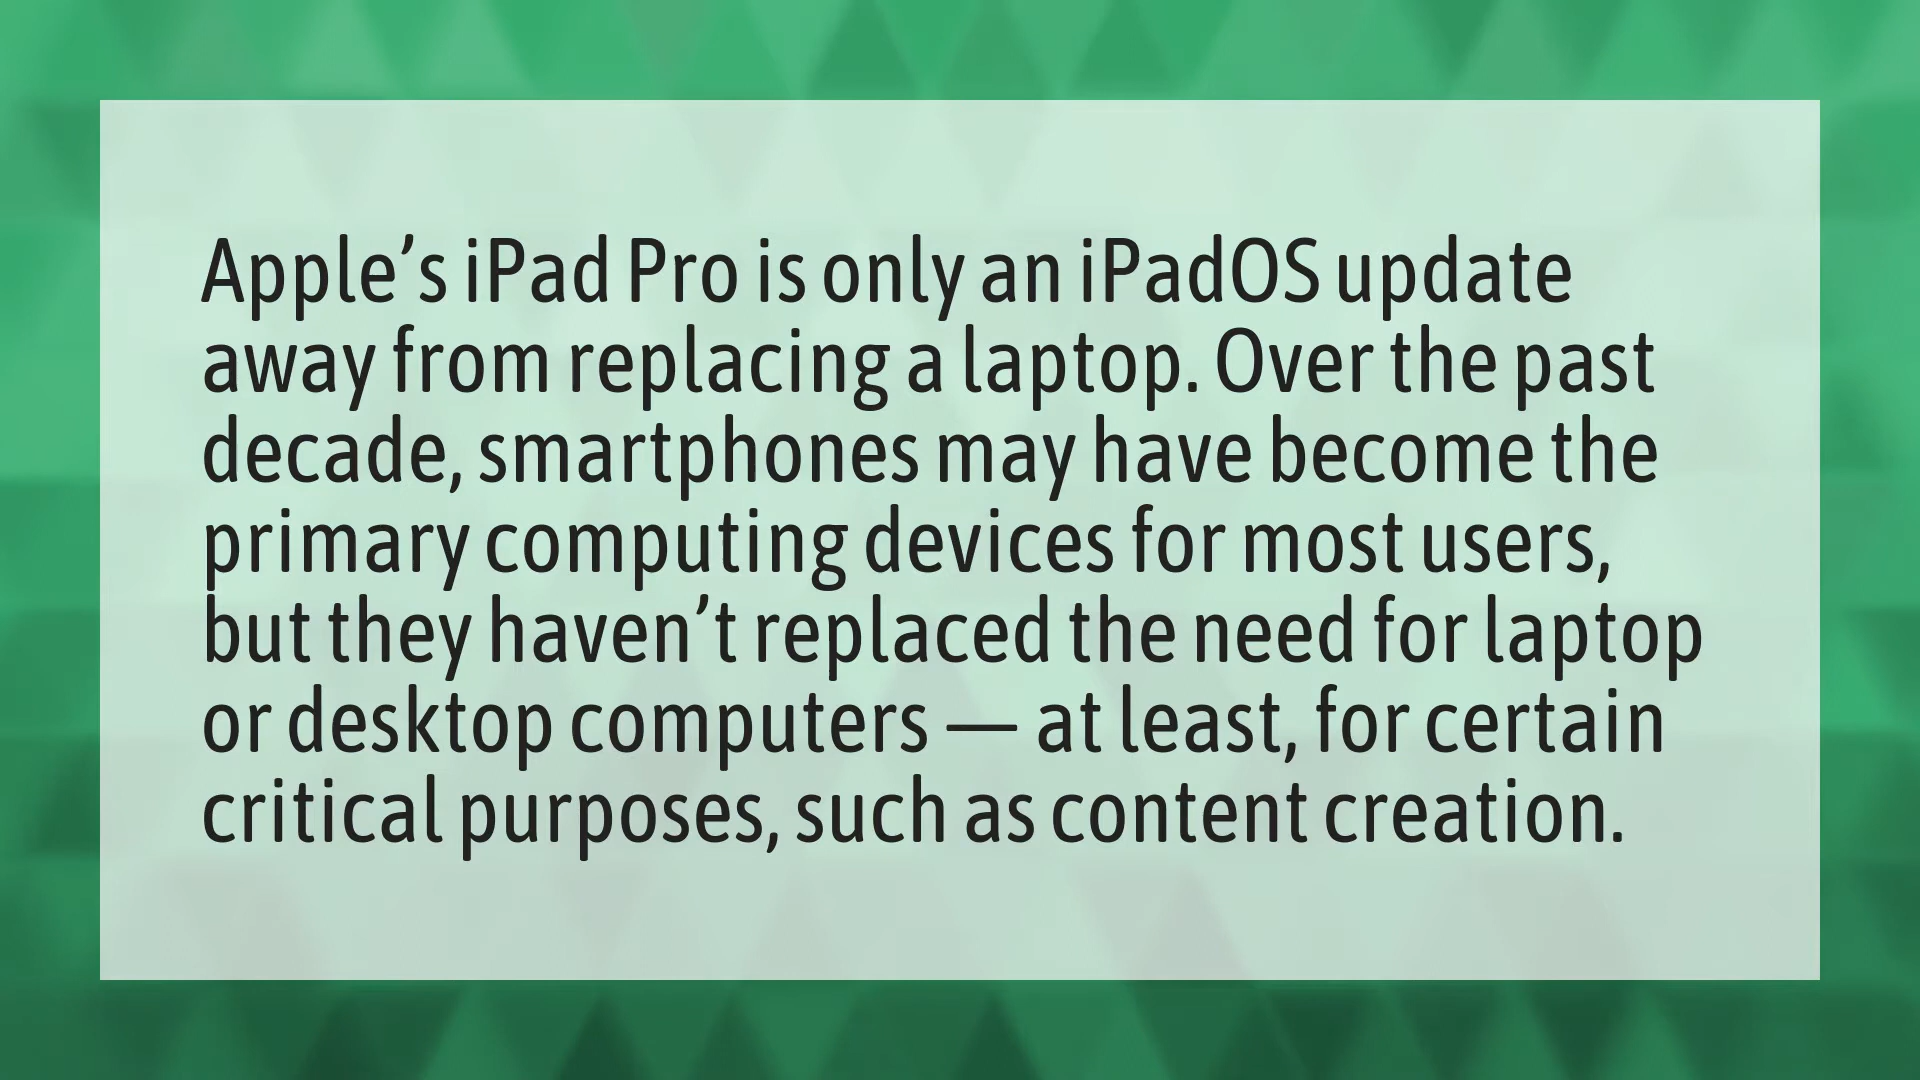 Apple’s iPad Pro is only an iPadOS update
away from replacing a laptop. Over the past
decade, smartphones may have become the
primary computing devices for most users,
but they haven’t replaced the need for laptop
or desktop computers — at least, for certain
critical purposes, such as content creation.